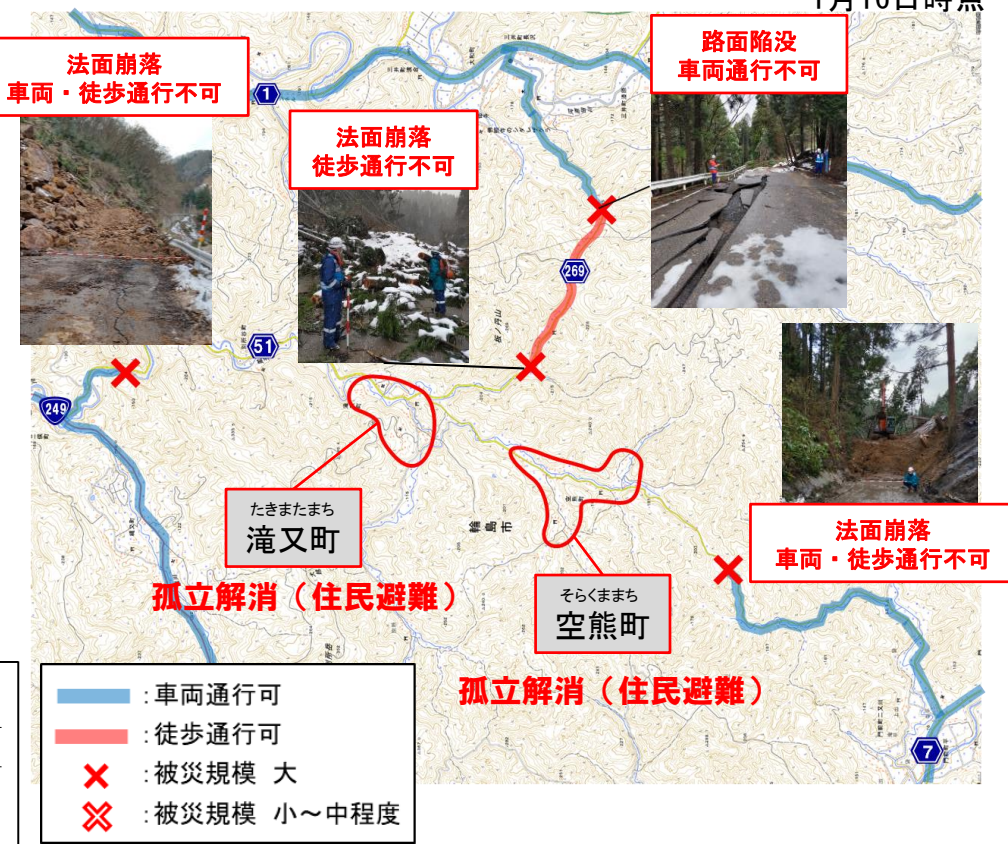 1月10日時点
法面崩落
車両・徒歩通行不可
法面崩落
徒歩通行不可
路面陥没
車両通行不可
1
269
51
249
たきまたまち
滝又町
孤立解消（住民避難）
輪島市
そらくままち
空熊町
孤立解消（住民避難）
法面崩落
車両・徒歩通行不可
7
:車両通行可
:徒歩通行可
:被災規模 大
:被災規模 小～中程度